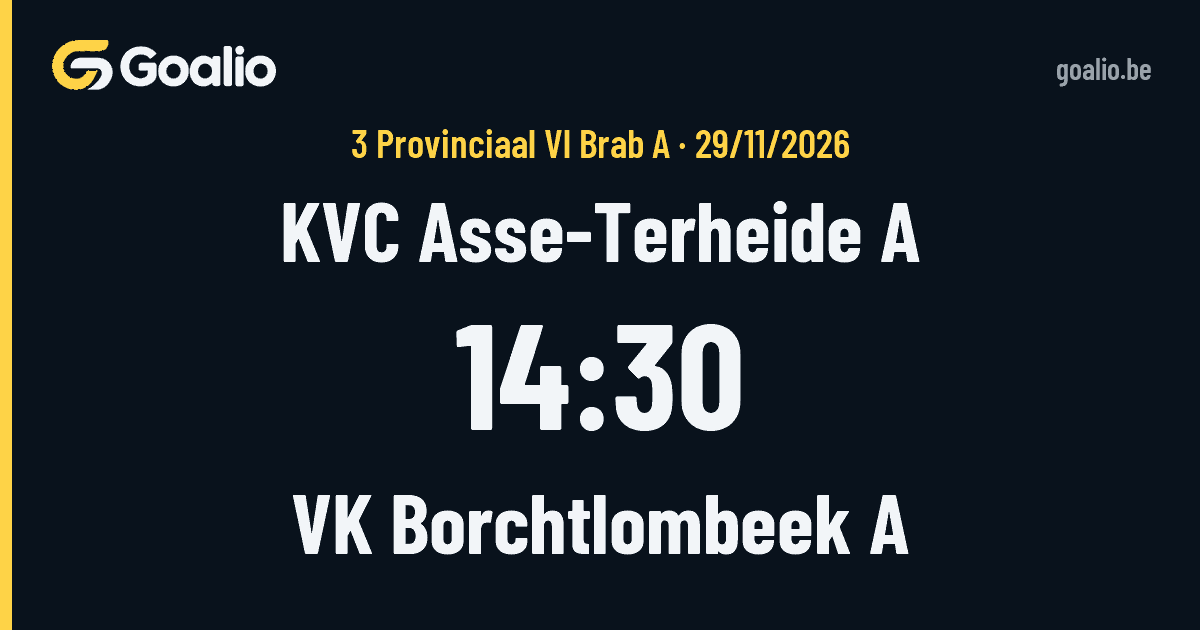 Goalio
goalio.be
3 Provinciaal Vl Brab A · 29/11/2026
KVC Asse-Terheide A
14:30
VK Borchtlombeek A